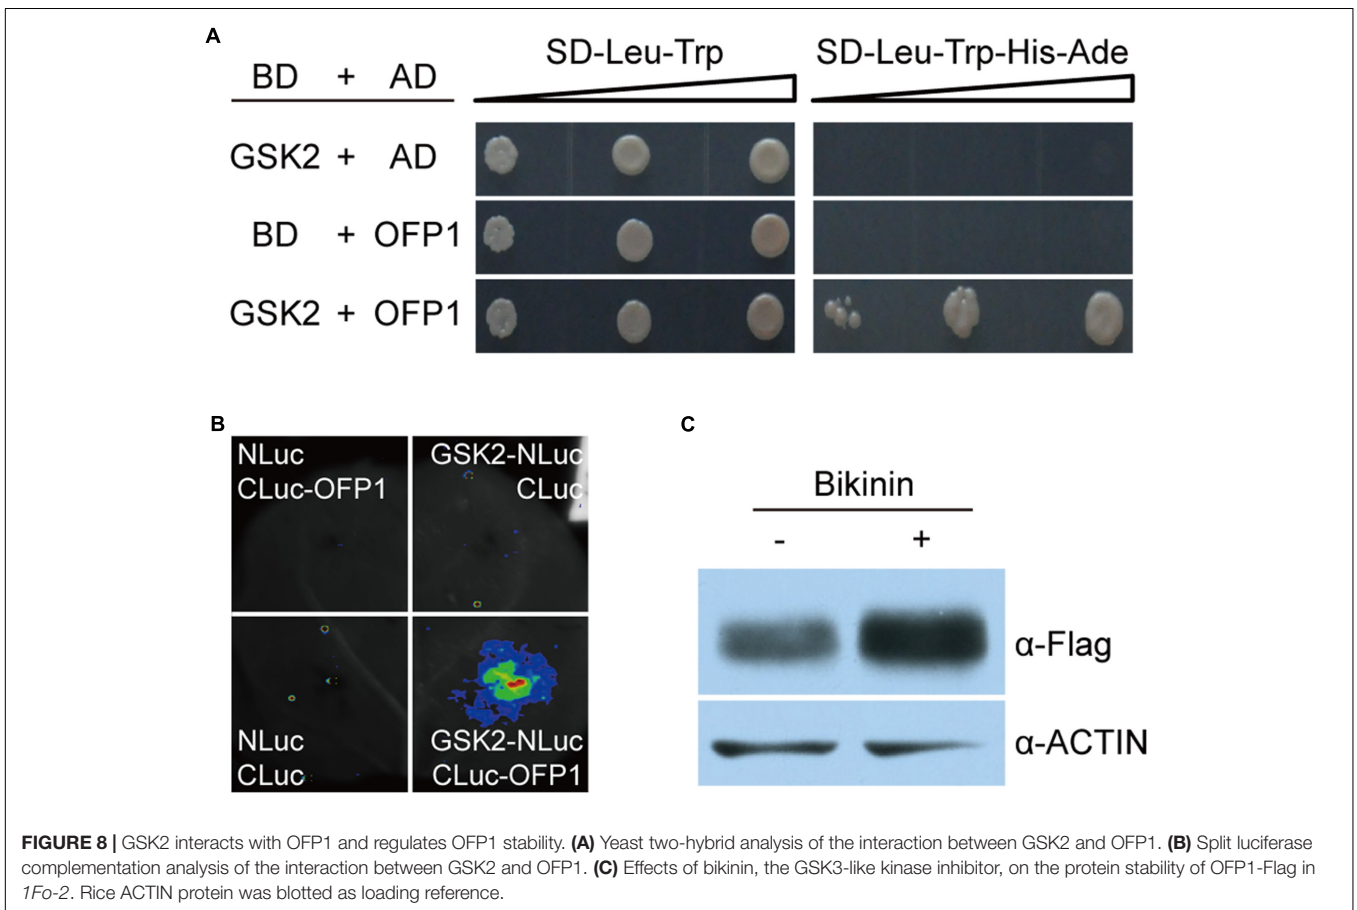 A
SD-Leu-Trp
SD-Leu-Trp-His-Ade
BD + AD
GSK2 + AD
BD + OFP1
GSK2 + OFP1
B
NLuc
CLuc-OFP1
GSK2-NLuc
CLuc
NLuc
CLuc
GSK2-NLuc
CLuc-OFP1
C
Bikinin
- +
α-Flag
α-ACTIN
FIGURE 8 | GSK2 interacts with OFP1 and regulates OFP1 stability. (A) Yeast two-hybrid analysis of the interaction between GSK2 and OFP1. (B) Split luciferase
complementation analysis of the interaction between GSK2 and OFP1. (C) Effects of bikinin, the GSK3-like kinase inhibitor, on the protein stability of OFP1-Flag in
1Fo-2. Rice ACTIN protein was blotted as loading reference.